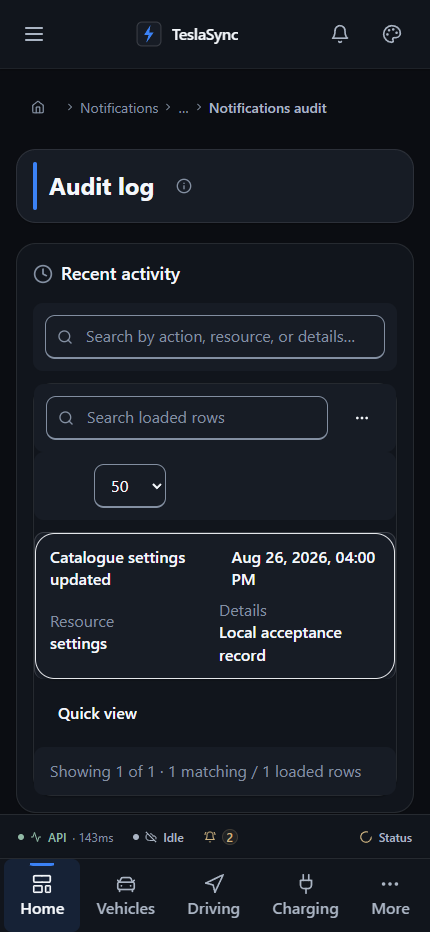 TeslaSync
Notifications
...
Notifications audit
Audit log
Recent activity
Search by action, resource, or details...
Search loaded rows
50
Catalogue settings updated
Aug 26, 2026, 04:00 PM
Resource
settings
Details
Local acceptance record
Quick view
Showing 1 of 1 · 1 matching / 1 loaded rows
API · 143ms
Idle
2
Status
Home
Vehicles
Driving
Charging
More